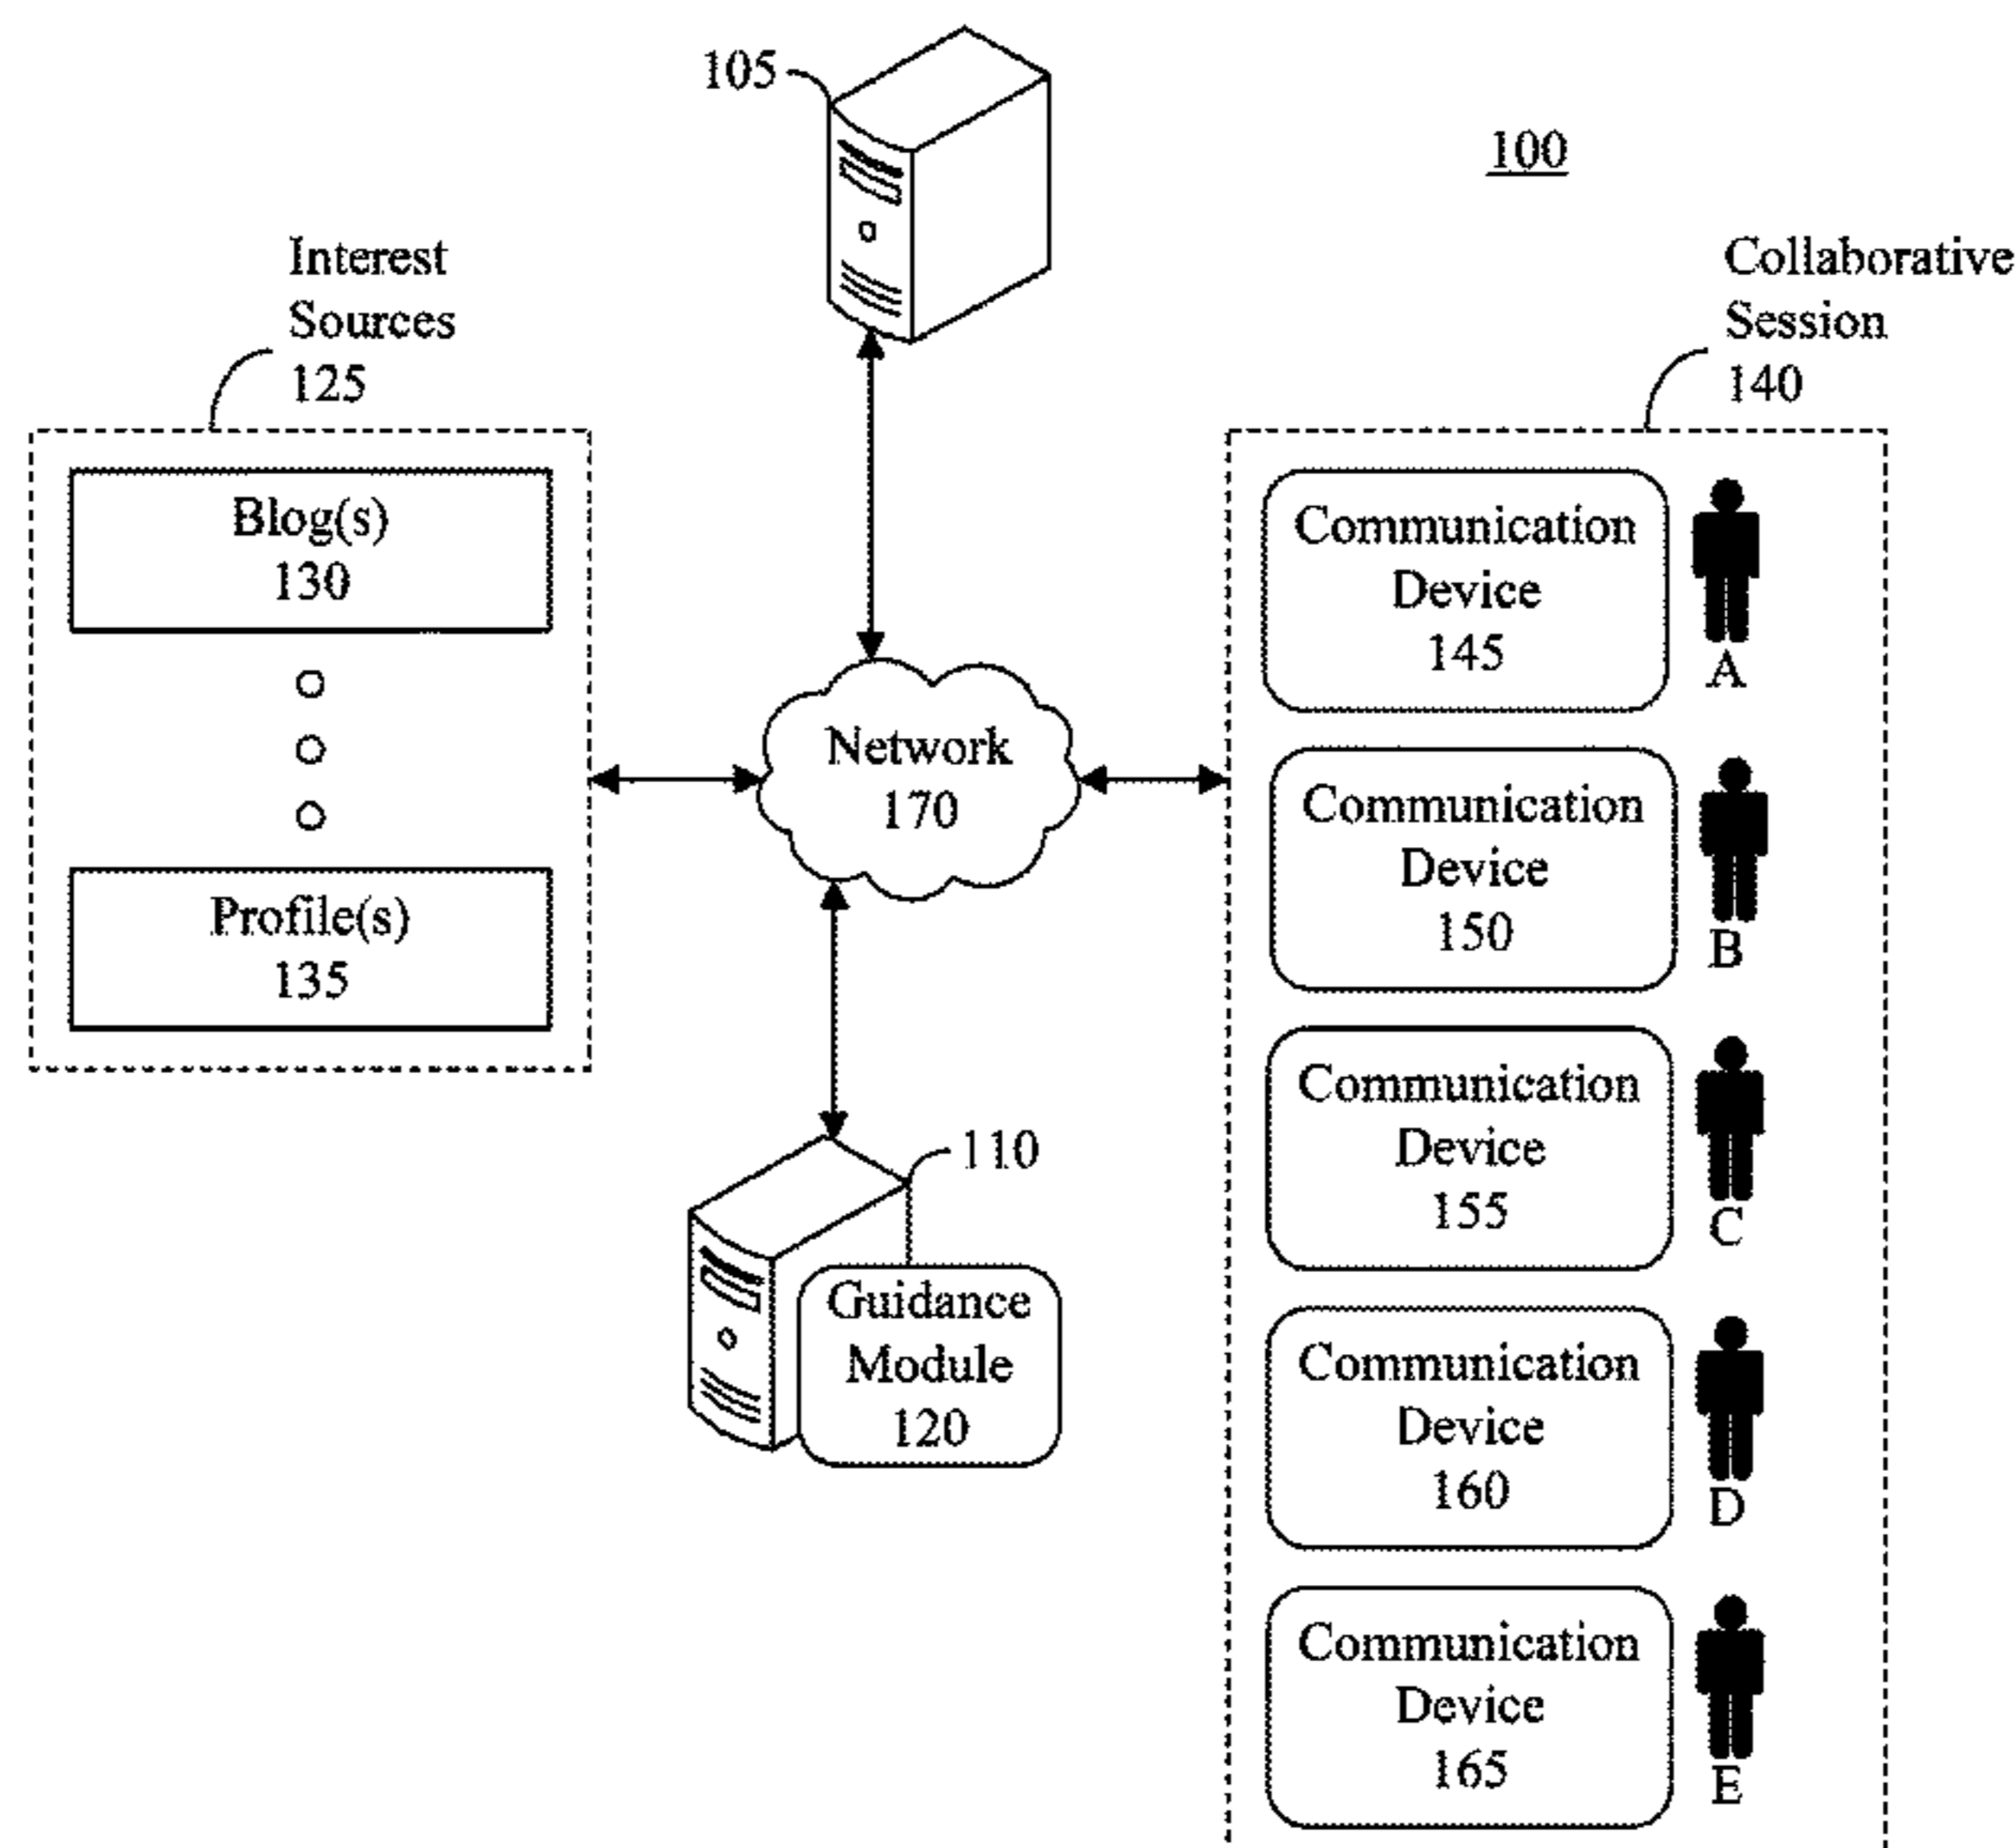 105
100
Interest
Sources
125
Collaborative
Session
140
Blog(s)
130
Profile(s)
135
Network
170
110
Guidance
Module
120
Communication
Device
145
A
Communication
Device
150
B
Communication
Device
155
C
Communication
Device
160
D
Communication
Device
165
E